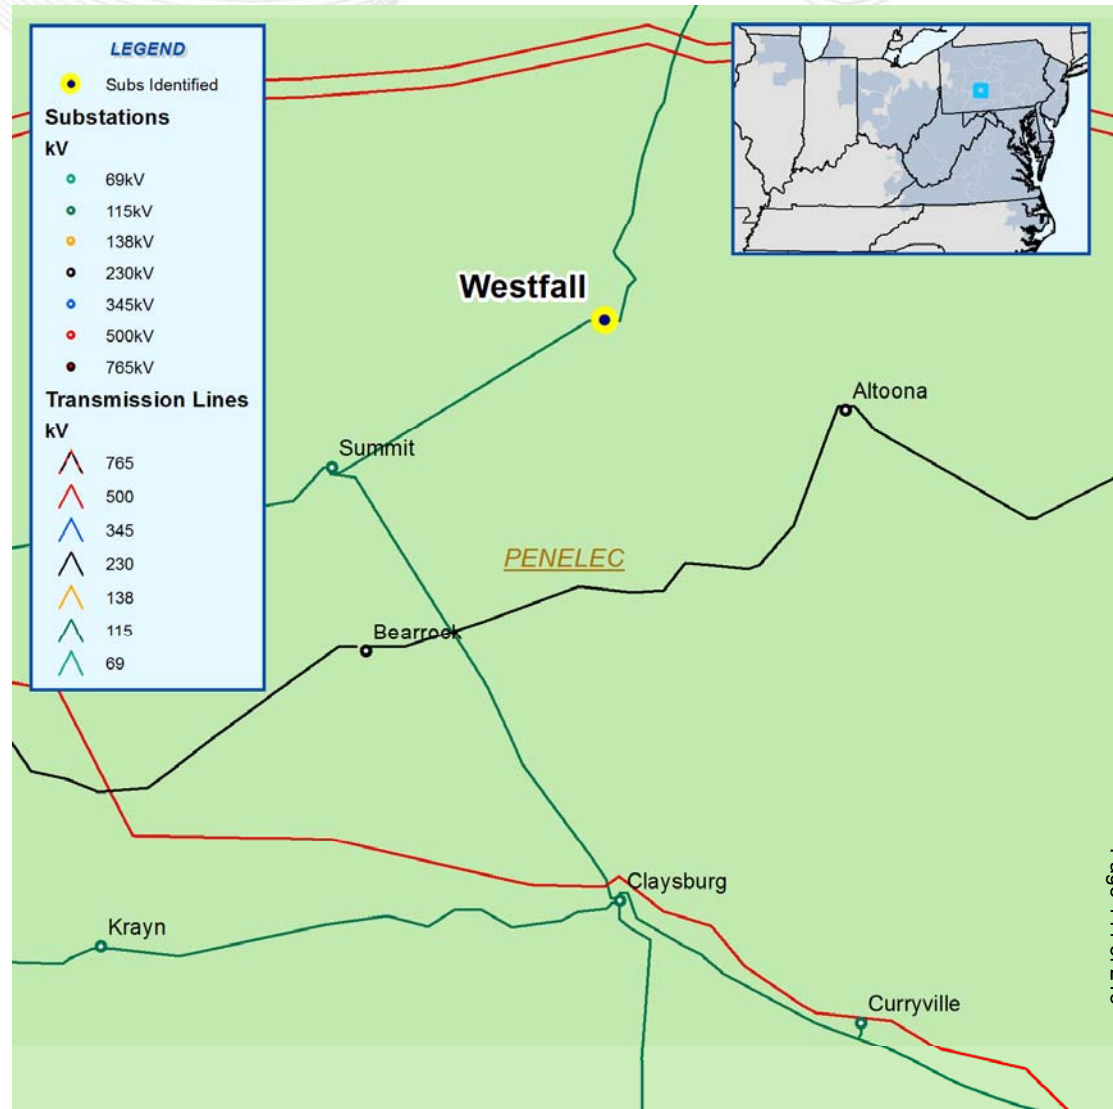 LEGEND
Subs Identified
Substations
kV
69kV
115kV
138kV
230kV
345kV
500kV
765kV
Transmission Lines
kV
765
500
345
230
138
115
69
Westfall
Altoona
Summit
PENELEC
Bearrock
Claysburg
Krayn
Curryville